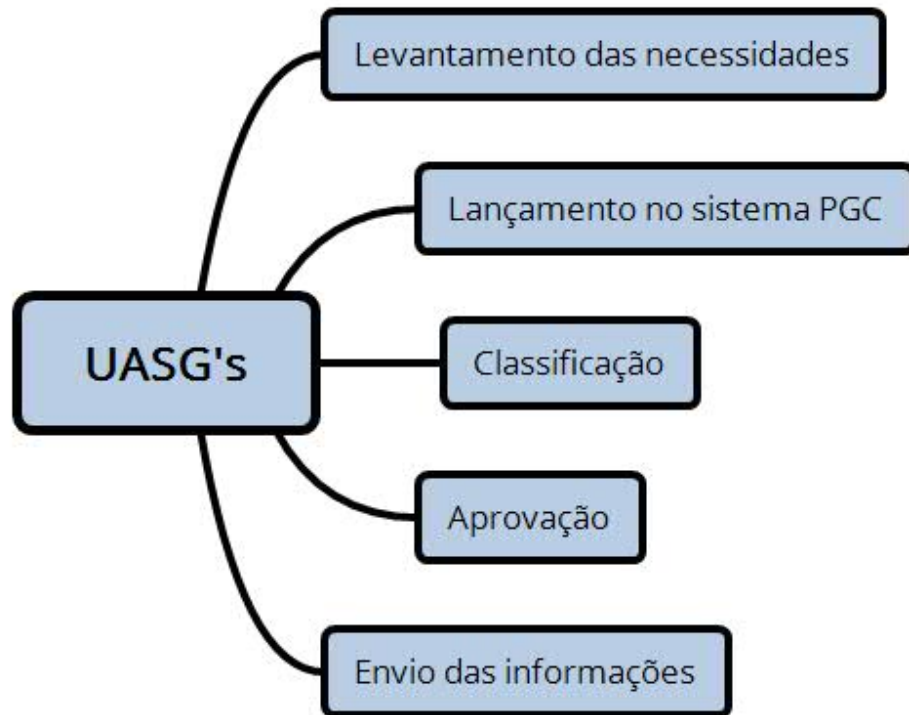 Levantamento das necessidades
Lançamento no sistema PGC
UASG's
Classificação
Aprovação
Envio das informações